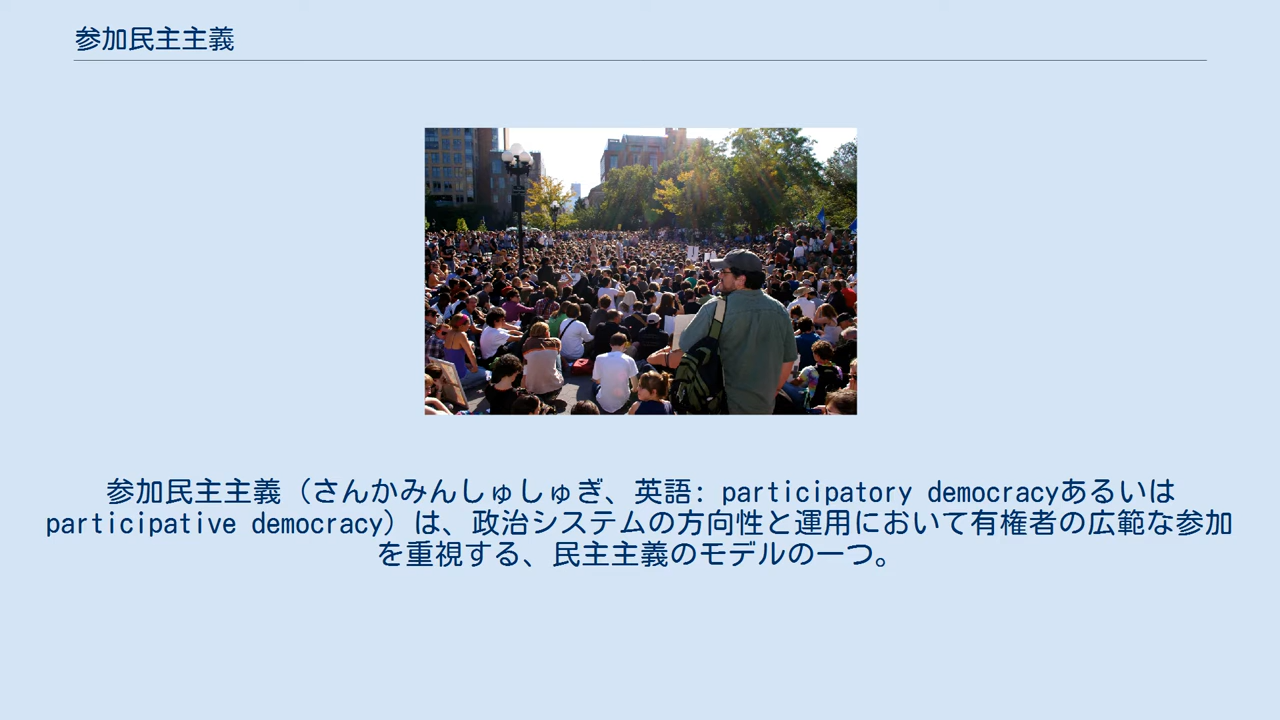 参加民主主義
参加民主主義（さんかみんしゅしゅぎ、英語: participatory democracyあるいは
participative democracy）は、政治システムの方向性と運用において有権者の広範な参加
を重視する、民主主義のモデルの一つ。